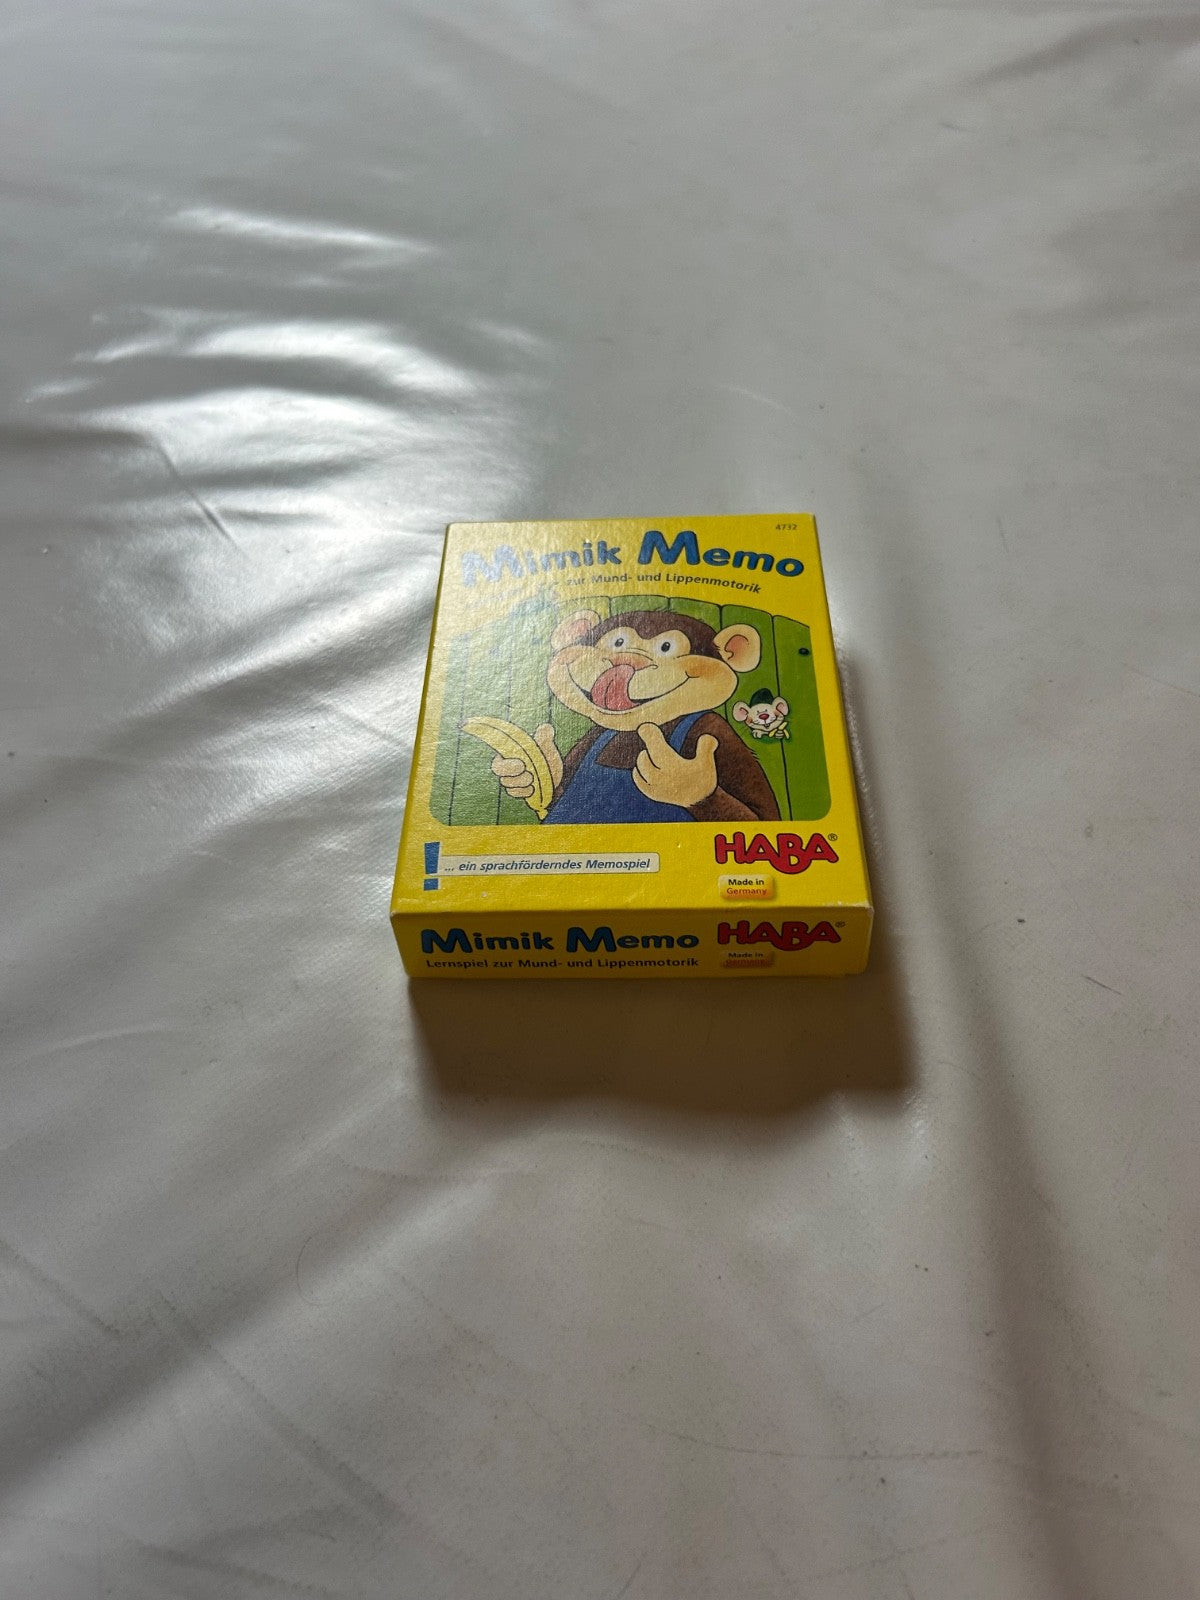 4732
Mimik Memo
zur Mund- und Lippenmotorik
... ein sprachförderndes Memospiel
HABA®
Made in
Germany
Mimik Memo
Lernspiel zur Mund- und Lippenmotorik
HABA®
Made in
Germany